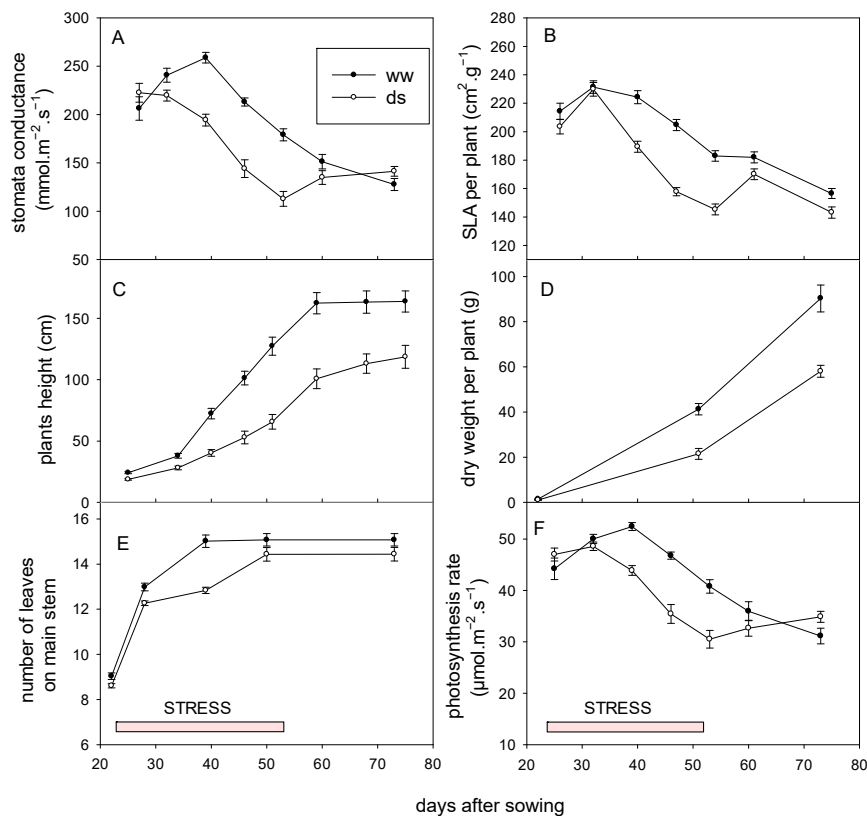 A
stomata conductance
(mmol.m⁻².s⁻¹)
300
250
200
150
100
50
ww
ds
B
SLA per plant (cm².g⁻¹)
280
260
240
220
200
180
160
140
C
plants height (cm)
150
100
50
0
D
dry weight per plant (g)
100
80
60
40
20
0
E
number of leaves
on main stem
16
14
12
10
8
6
STRESS
20 30 40 50 60 70 80
F
photosynthesis rate
(μmol.m⁻².s⁻¹)
50
40
30
20
10
STRESS
20 30 40 50 60 70 80
days after sowing